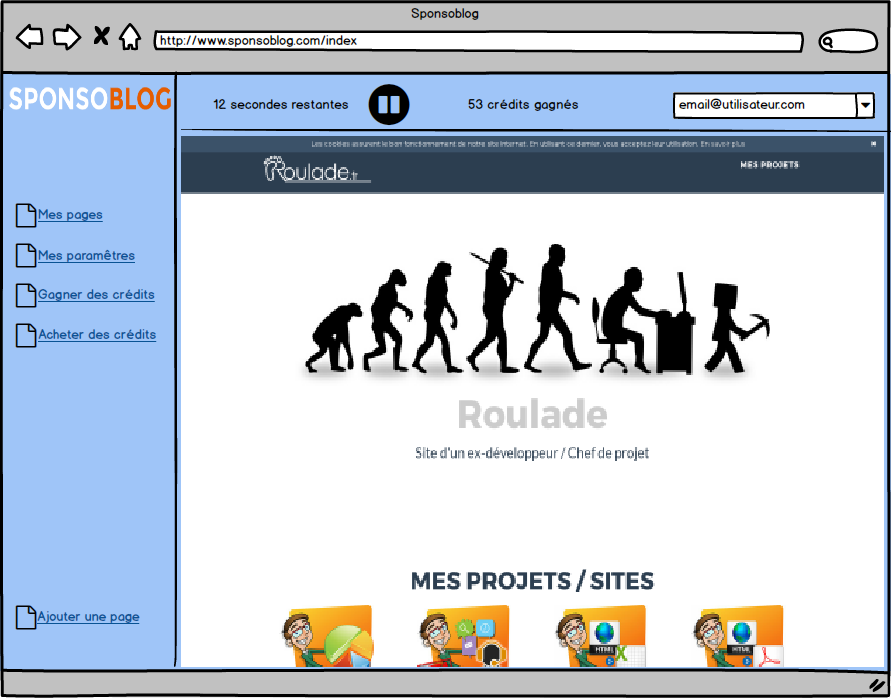 Sponsoblog
http://www.sponsoblog.com/index
SPONSOBLOG
12 secondes restantes
53 crédits gagnés
email@utilisateur.com
Mes pages
Mes paramêtres
Gagner des crédits
Acheter des crédits
Ajouter une page
Les cookies assurent le bon fonctionnement de notre site internet. En utilisant ce dernier, vous acceptez leur utilisation. En savoir plus
Roulade.fr
MES PROJETS
Roulade
Site d'un ex-développeur / Chef de projet
MES PROJETS / SITES
HTML
HTML